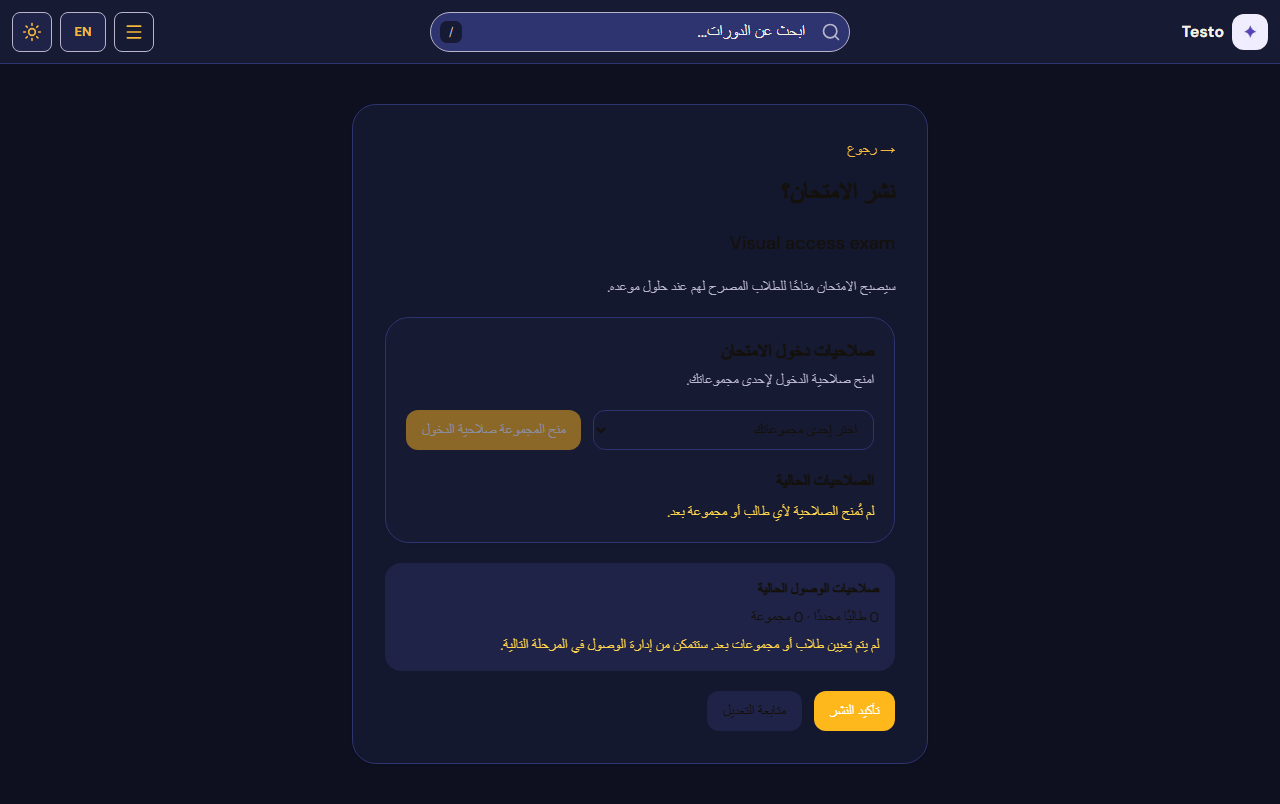 Testo
ابحث عن الدورات...
/
EN
→ رجوع
نشر الامتحان؟
Visual access exam
سيصبح الامتحان متاحًا للطلاب المصرح لهم عند حلول موعده.
صلاحيات دخول الامتحان
امنح صلاحية الدخول لإحدى مجموعاتك.
اختر إحدى مجموعاتك
منح المجموعة صلاحية الدخول
الصلاحيات الحالية
لم تُمنح الصلاحية لأي طالب أو مجموعة بعد.
صلاحيات الوصول الحالية
0 طالبًا محددًا · 0 مجموعة
لم يتم تعيين طلاب أو مجموعات بعد. ستتمكن من إدارة الوصول في المرحلة التالية.
تأكيد النشر
متابعة التعديل